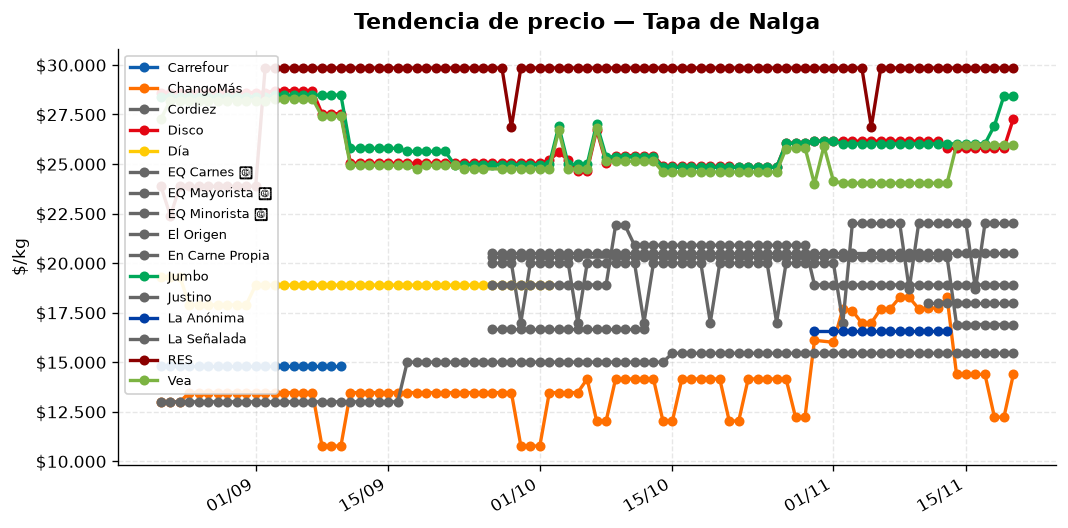 Tendencia de precio — Tapa de Nalga
$/kg
$30.000
$27.500
$25.000
$22.500
$20.000
$17.500
$15.000
$12.500
$10.000
Carrefour
ChangoMás
Cordiez
Disco
Día
EQ Carnes
EQ Mayorista
EQ Minorista
El Origen
En Carne Propia
Jumbo
Justino
La Anónima
La Señalada
RES
Vea
01/09
15/09
01/10
15/10
01/11
15/11